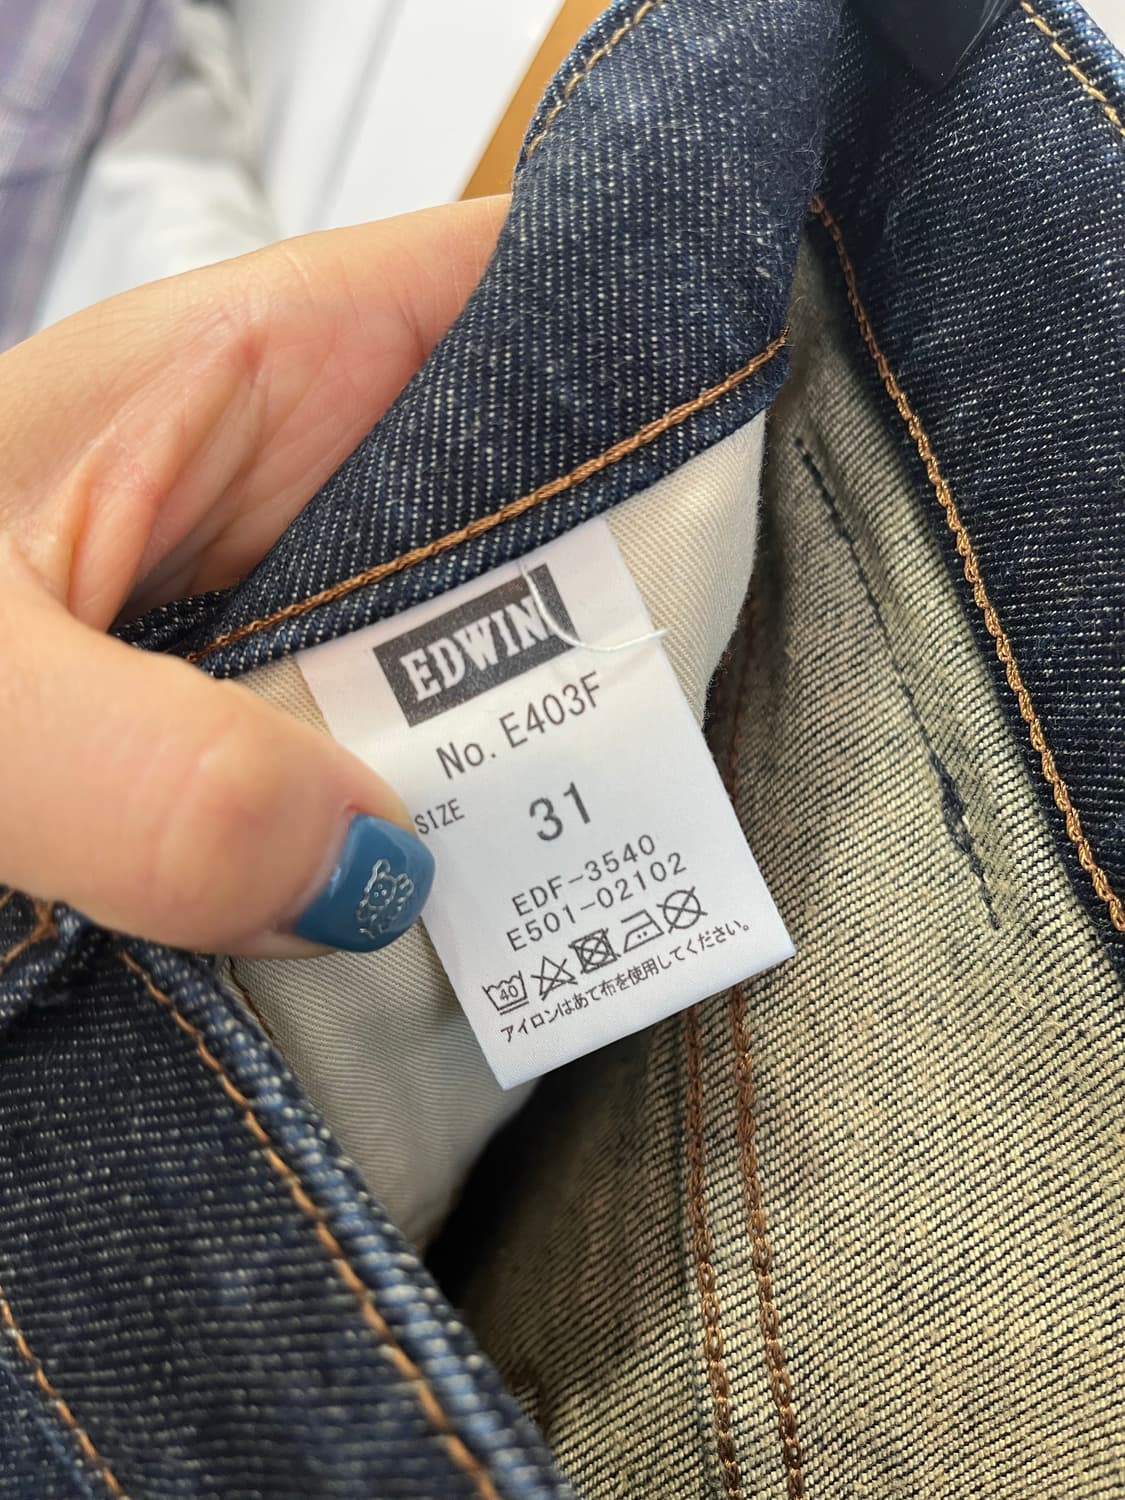 EDWIN
No. E403F
SIZE 31
EDF-3540
E501-02102
40
アイロンはあて布を使用してください。